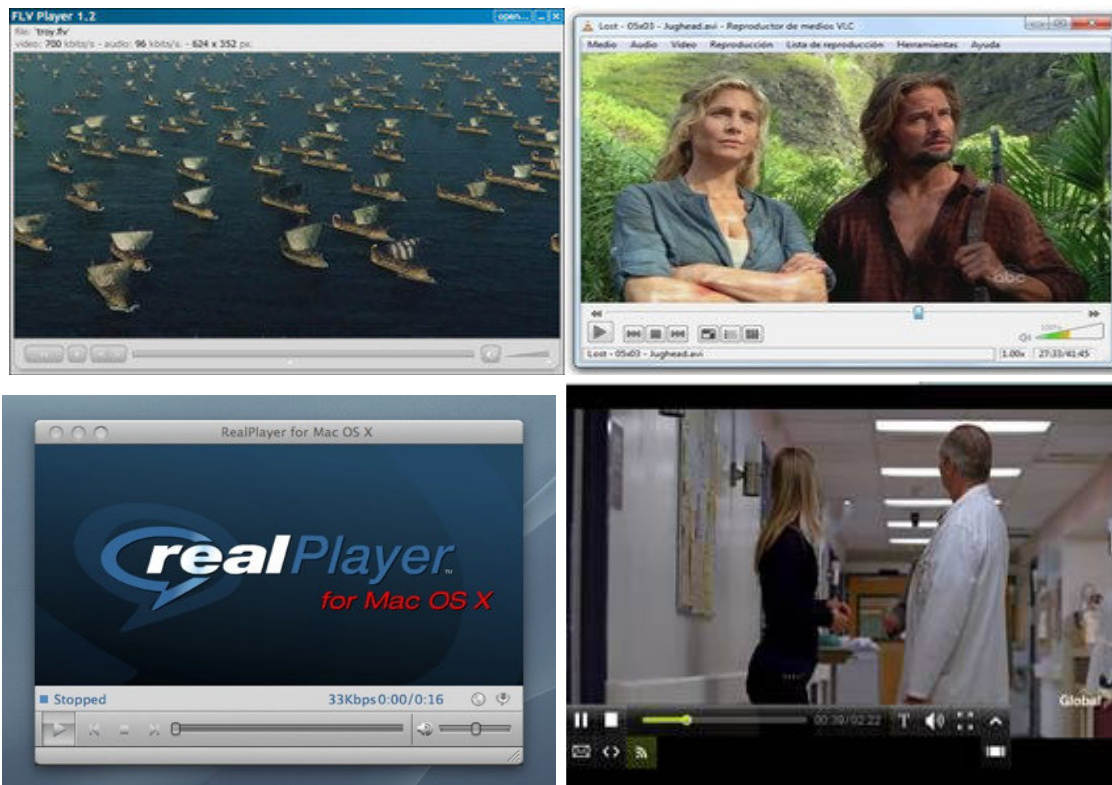 FLV Player 1.2
open...
file: 'troy.flv'
video: 700 kbits/s - audio: 96 kbits/s. - 624 x 352 px.
Lost - 05x03 - Jughead.avi - Reproductor de medios VLC
Medio Audio Video Reproducción Lista de reproducción Herramientas Ayuda
abc
100%
Lost - 05x03 - Jughead.avi
1.00x 27:33/41:45
RealPlayer for Mac OS X
realPlayer
for Mac OS X
Stopped
33Kbps 0:00/0:16
Global
00:39/02:22
T